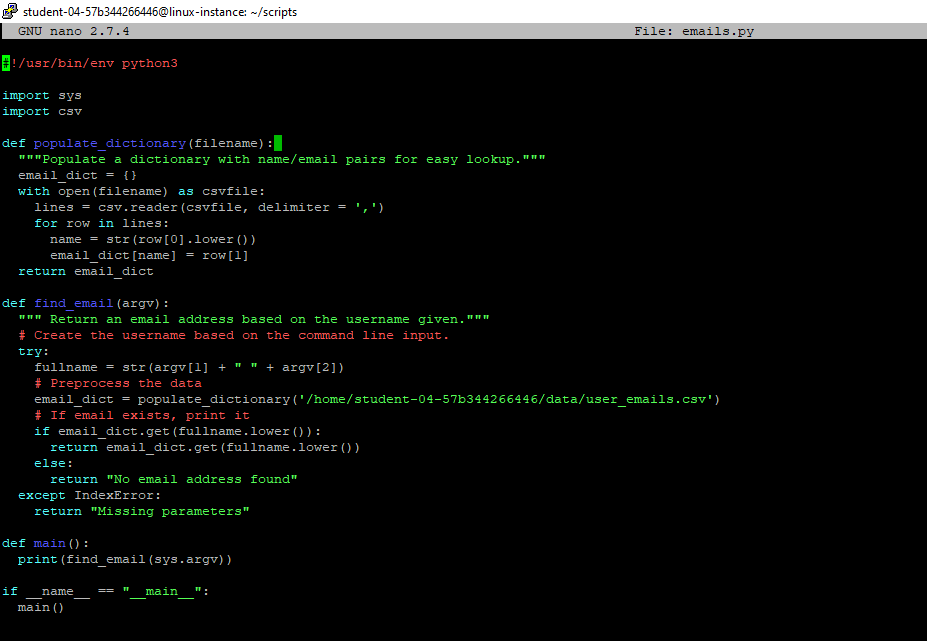 student-04-57b344266446@linux-instance: ~/scripts
GNU nano 2.7.4 File: emails.py
#!/usr/bin/env python3
import sys
import csv
def populate_dictionary(filename):
"""Populate a dictionary with name/email pairs for easy lookup."""
email_dict = {}
with open(filename) as csvfile:
lines = csv.reader(csvfile, delimiter = ',')
for row in lines:
name = str(row[0].lower())
email_dict[name] = row[1]
return email_dict
def find_email(argv):
""" Return an email address based on the username given."""
# Create the username based on the command line input.
try:
fullname = str(argv[1] + " " + argv[2])
# Preprocess the data
email_dict = populate_dictionary('/home/student-04-57b344266446/data/user_emails.csv')
# If email exists, print it
if email_dict.get(fullname.lower()):
return email_dict.get(fullname.lower())
else:
return "No email address found"
except IndexError:
return "Missing parameters"
def main():
print(find_email(sys.argv))
if __name__ == "__main__":
main()